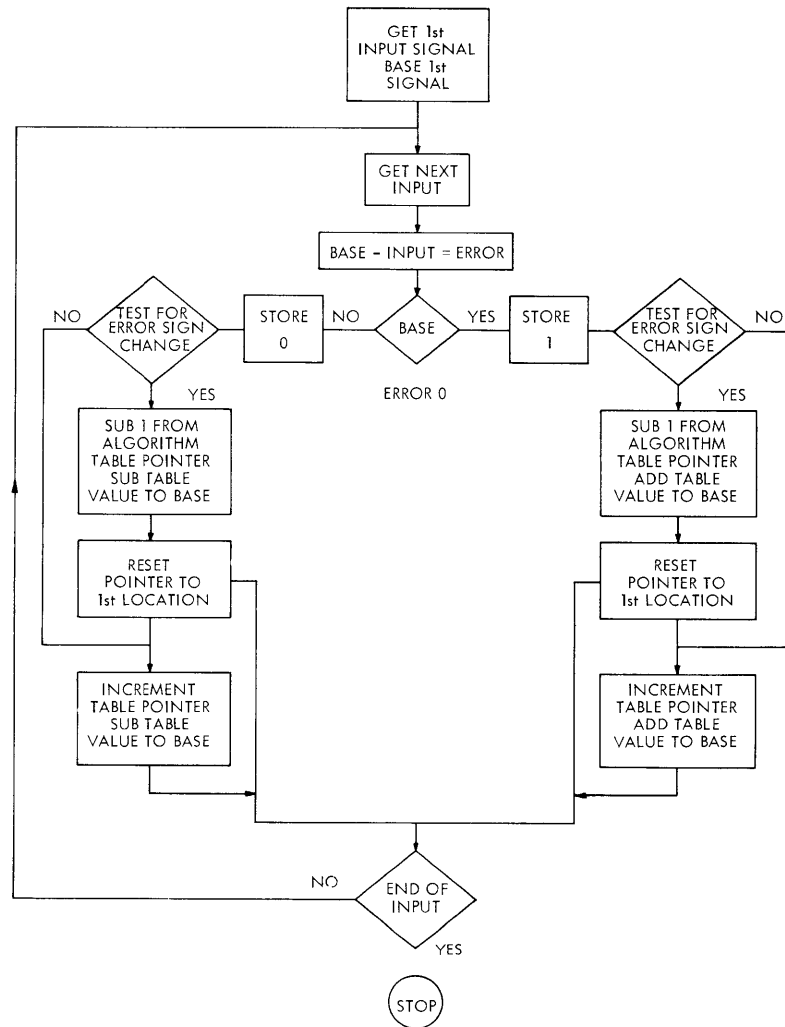 GET 1st
INPUT SIGNAL
BASE 1st
SIGNAL
GET NEXT
INPUT
BASE - INPUT = ERROR
NO
TEST FOR
ERROR SIGN
CHANGE
STORE
0
NO
BASE
YES
STORE
1
TEST FOR
ERROR SIGN
CHANGE
NO
ERROR 0
YES
SUB 1 FROM
ALGORITHM
TABLE POINTER
SUB TABLE
VALUE TO BASE
YES
SUB 1 FROM
ALGORITHM
TABLE POINTER
ADD TABLE
VALUE TO BASE
RESET
POINTER TO
1st LOCATION
RESET
POINTER TO
1st LOCATION
INCREMENT
TABLE POINTER
SUB TABLE
VALUE TO BASE
INCREMENT
TABLE POINTER
ADD TABLE
VALUE TO BASE
NO
END OF
INPUT
YES
STOP